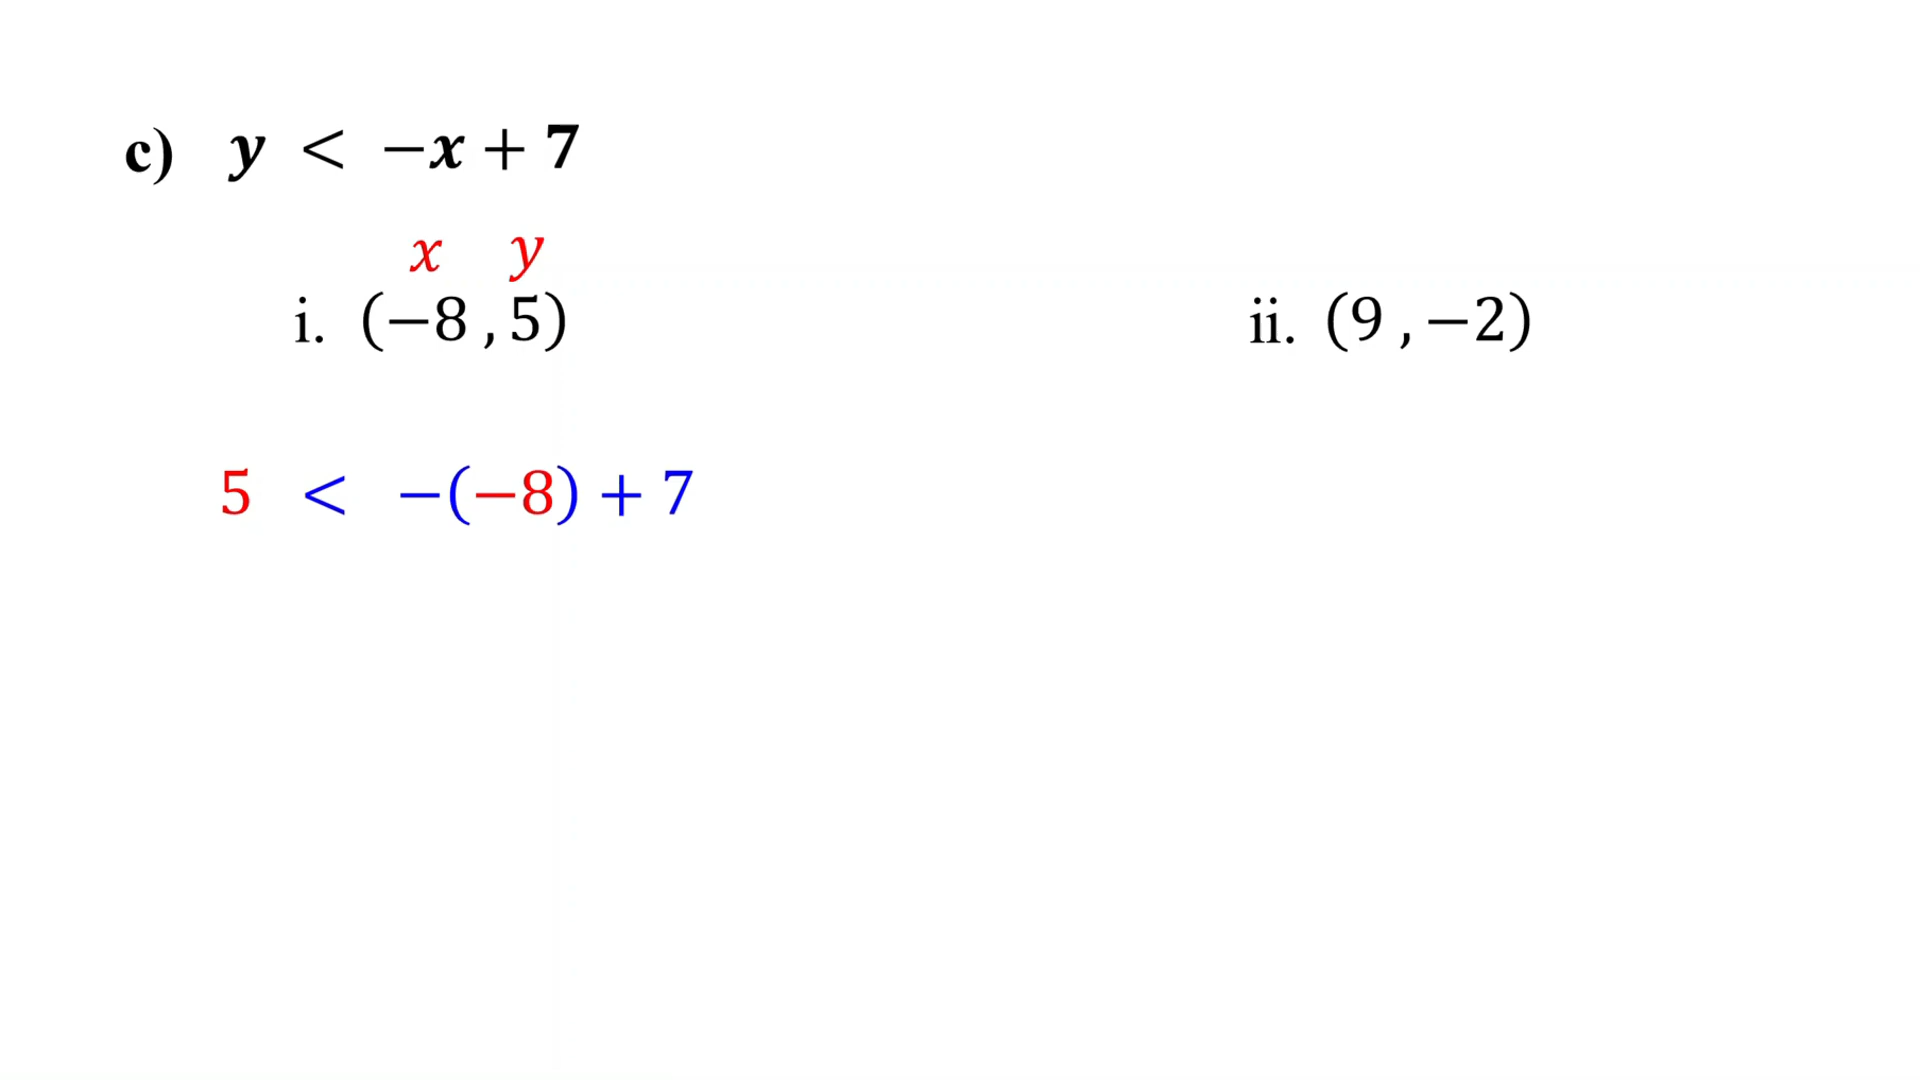 c) y < −x + 7
x y
i. (−8 , 5)
ii. (9 , −2)
5 < −(−8) + 7